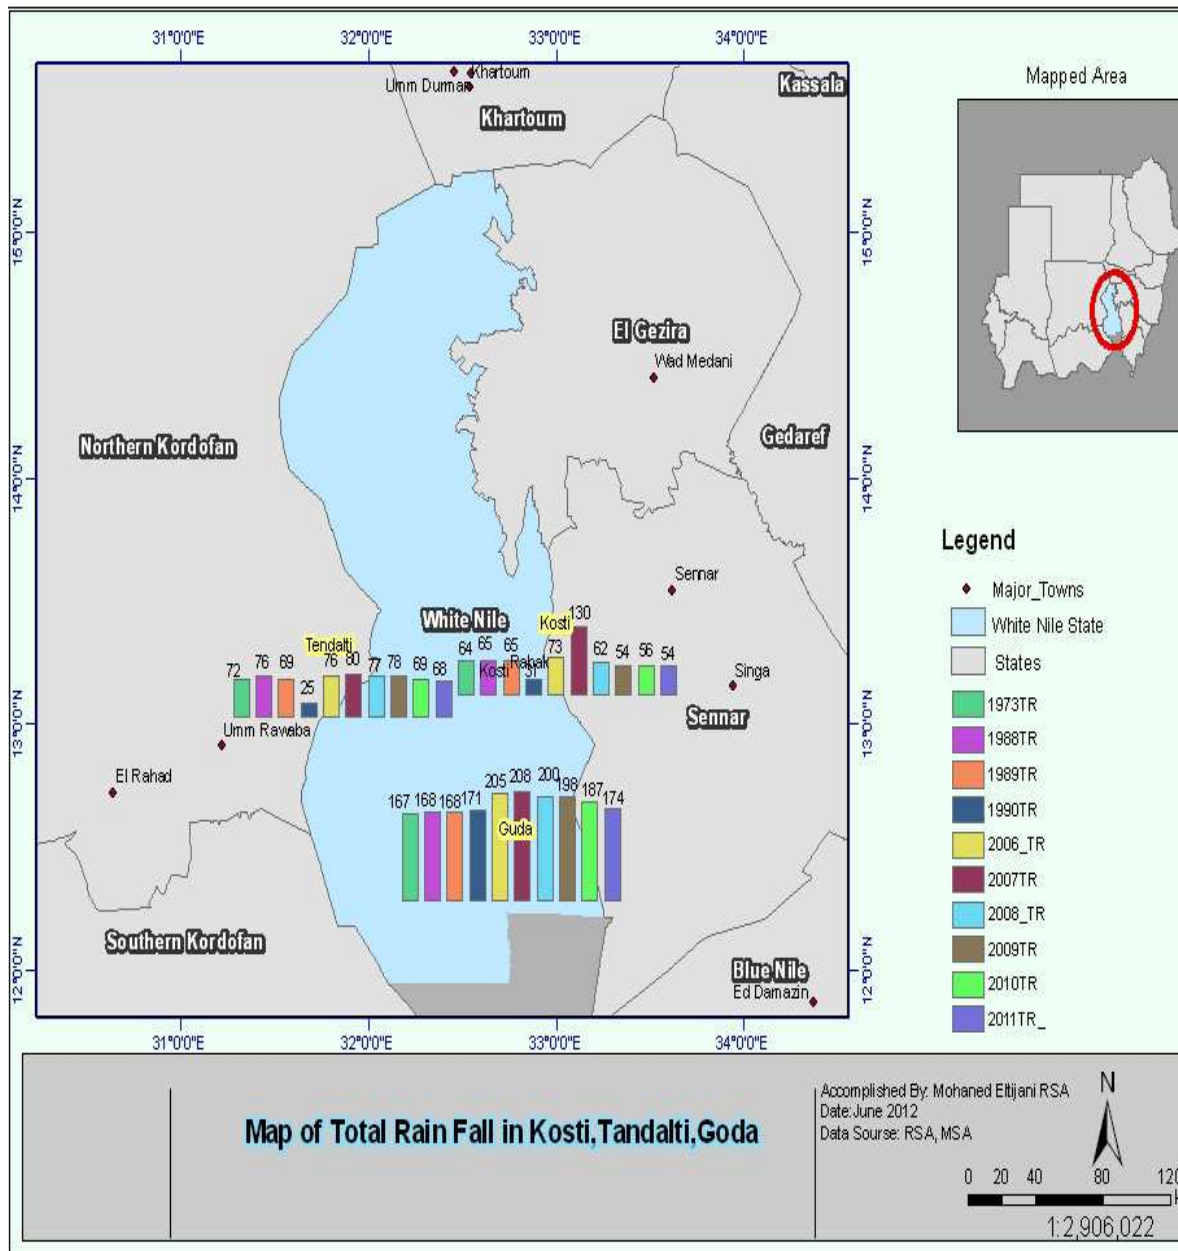 31°0'0"E 32°0'0"E 33°0'0"E 34°0'0"E
Mapped Area
Khartoum
Umm Durman
Khartoum
Kassala
15°0'0"N 15°0'0"N
El Gezira
Wad Medani
Northern Kordofan
Gedaref
14°0'0"N 14°0'0"N
Sennar
White Nile
Kosti
Tendalti
Kosti
Rabak
72 76 69 25 76 80 77 78 69 68
64 65 65 31 73 130 62 54 56 54
Singa
Sennar
13°0'0"N 13°0'0"N
Umm Rawaba
El Rahad
167 168 168 171 205 208 200 198 187 174
Guda
Southern Kordofan
Blue Nile
Ed Damazin
12°0'0"N 12°0'0"N
31°0'0"E 32°0'0"E 33°0'0"E 34°0'0"E
Legend
Major_Towns
White Nile State
States
1973TR
1988TR
1989TR
1990TR
2006_TR
2007TR
2008_TR
2009TR
2010TR
2011TR_
Map of Total Rain Fall in Kosti,Tandalti,Goda
Accomplished By: Mohaned Eltijani RSA
Date:June 2012
Data Sourse: RSA, MSA
N
0 20 40 80 120
1:2,906,022